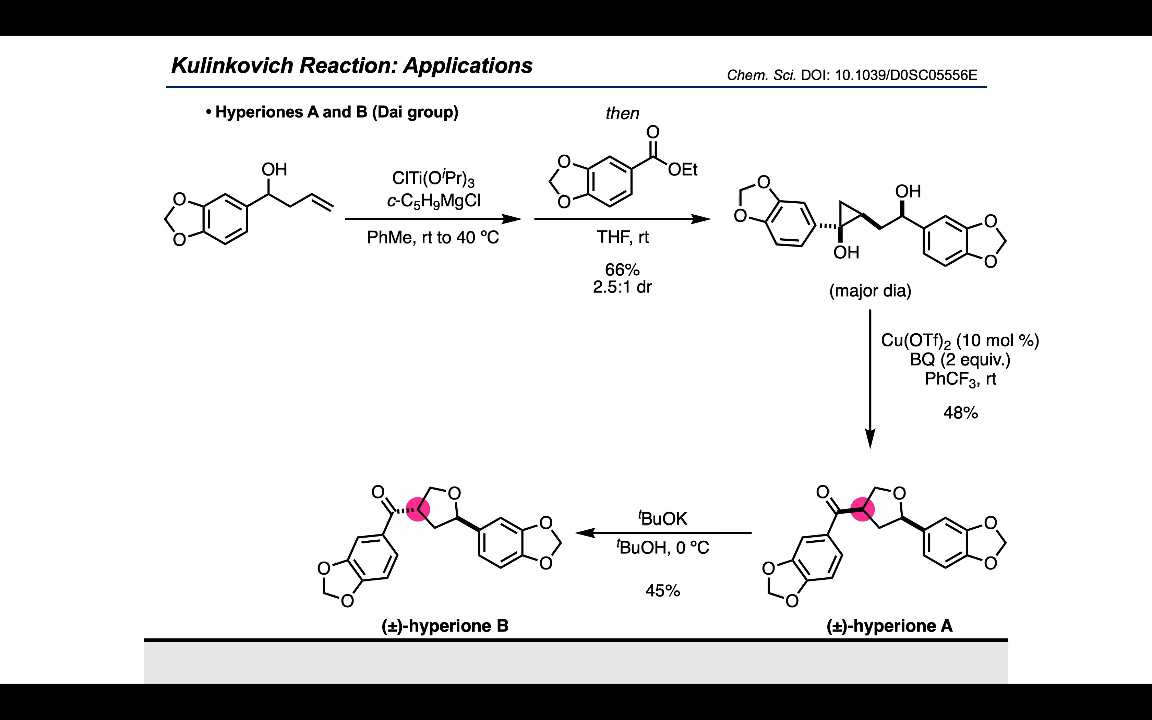 Kulinkovich Reaction: Applications
Chem. Sci. DOI: 10.1039/D0SC05556E
• Hyperiones A and B (Dai group)
then
O
OEt
O
O
OH
O
O
ClTi(OⁱPr)₃
c-C₅H₉MgCl
PhMe, rt to 40 ºC
THF, rt
66%
2.5:1 dr
O
O
OH
OH
O
O
(major dia)
Cu(OTf)₂ (10 mol %)
BQ (2 equiv.)
PhCF₃, rt
48%
O
O
O
O
O
O
(±)-hyperione B
ᵗBuOK
ᵗBuOH, 0 ºC
45%
O
O
O
O
O
O
(±)-hyperione A